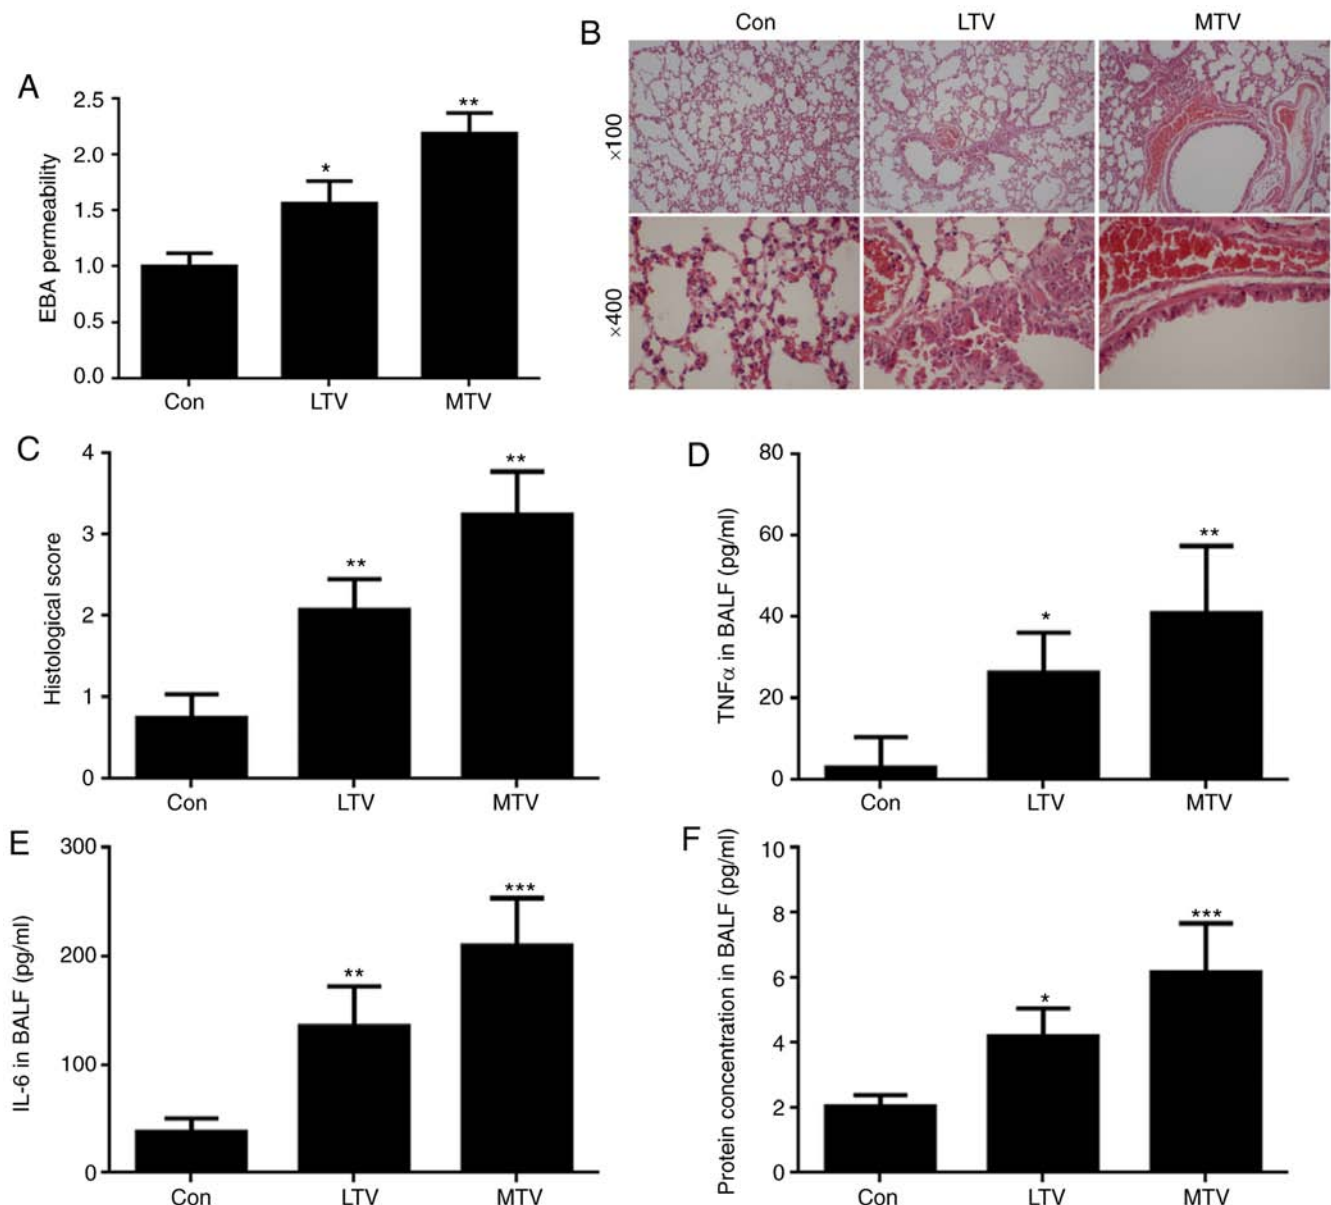 A
EBA permeability
2.5
2.0
1.5
1.0
0.5
0.0
*
**
Con LTV MTV
B
Con LTV MTV
×100
×400
C
Histological score
4
3
2
1
0
**
**
Con LTV MTV
D
TNFα in BALF (pg/ml)
80
60
40
20
0
*
**
Con LTV MTV
E
IL-6 in BALF (pg/ml)
300
200
100
0
**
***
Con LTV MTV
F
Protein concentration in BALF (pg/ml)
10
8
6
4
2
0
*
***
Con LTV MTV